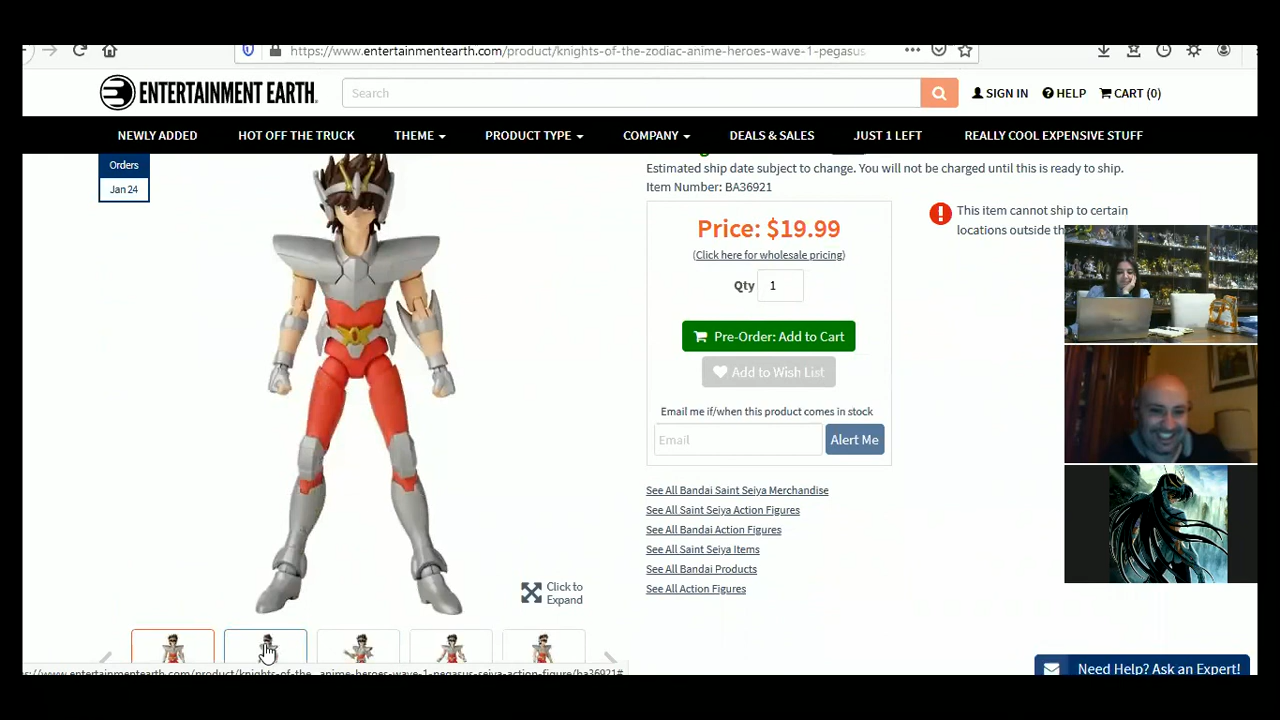 https://www.entertainmentearth.com/product/knights-of-the-zodiac-anime-heroes-wave-1-pegasus-
ENTERTAINMENT EARTH
Search
SIGN IN
HELP
CART (0)
NEWLY ADDED
HOT OFF THE TRUCK
THEME
PRODUCT TYPE
COMPANY
DEALS & SALES
JUST 1 LEFT
REALLY COOL EXPENSIVE STUFF
Orders
Jan 24
Estimated ship date subject to change. You will not be charged until this is ready to ship.
Item Number: BA36921
Price: $19.99
(Click here for wholesale pricing)
Qty 1
Pre-Order: Add to Cart
Add to Wish List
Email me if/when this product comes in stock
Email
Alert Me
This item cannot ship to certain
locations outside
See All Bandai Saint Seiya Merchandise
See All Saint Seiya Action Figures
See All Bandai Action Figures
See All Saint Seiya Items
See All Bandai Products
See All Action Figures
Click to
Expand
Need Help? Ask an Expert!